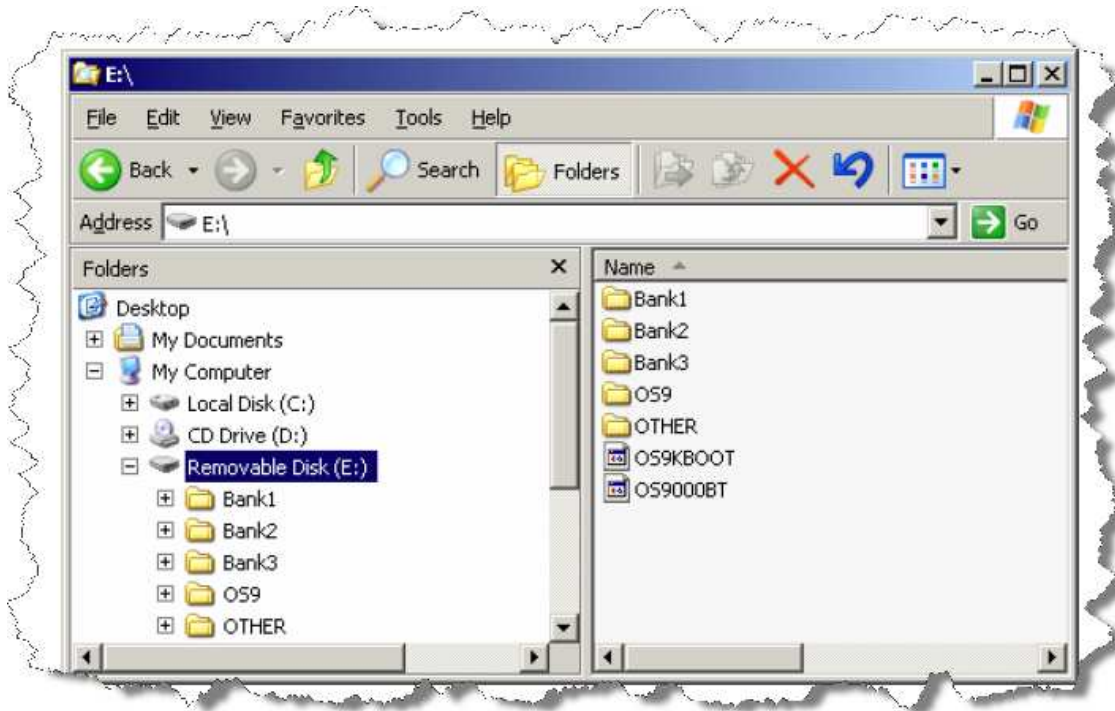 E:\
File Edit View Favorites Tools Help
Back Search Folders
Address E:\ Go
Folders x Name
Desktop
My Documents
My Computer
Local Disk (C:)
CD Drive (D:)
Removable Disk (E:)
Bank1
Bank2
Bank3
OS9
OTHER
Bank1
Bank2
Bank3
OS9
OTHER
OS9KBOOT
OS9000BT